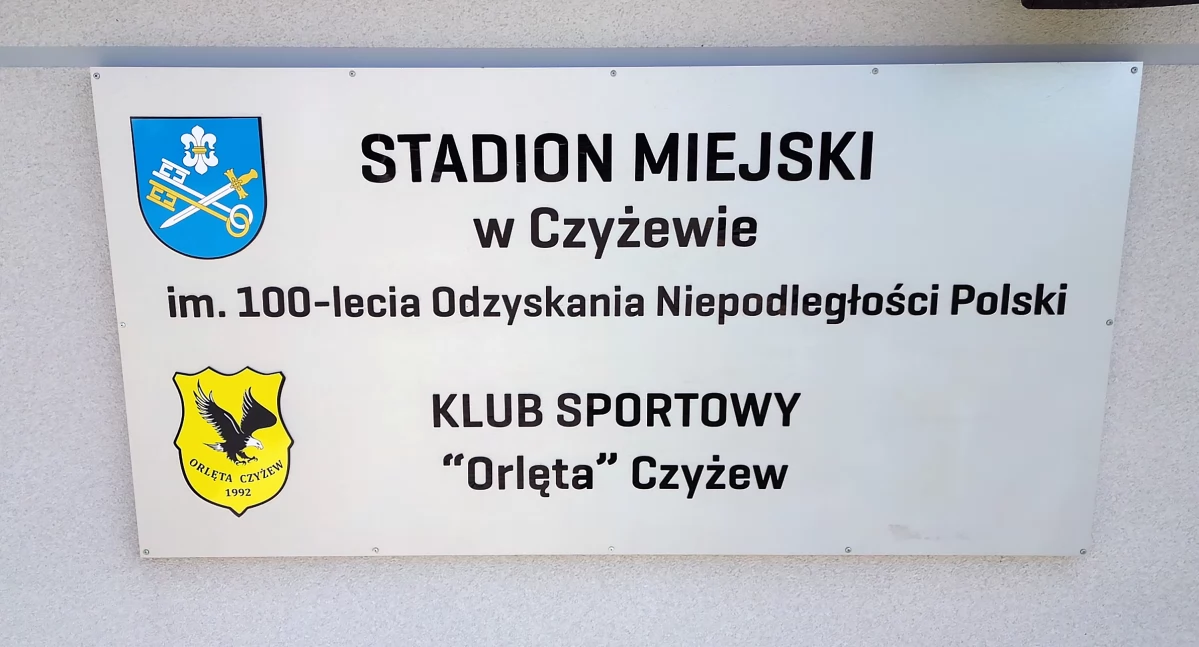 STADION MIEJSKI
w Czyżewie
im. 100-lecia Odzyskania Niepodległości Polski
KLUB SPORTOWY
“Orlęta” Czyżew
ORLĘTA CZYŻEW
1992